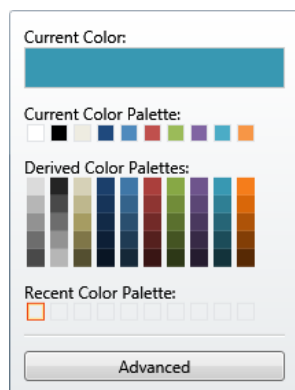 Current Color:
Current Color Palette:
Derived Color Palettes:
Recent Color Palette:
Advanced